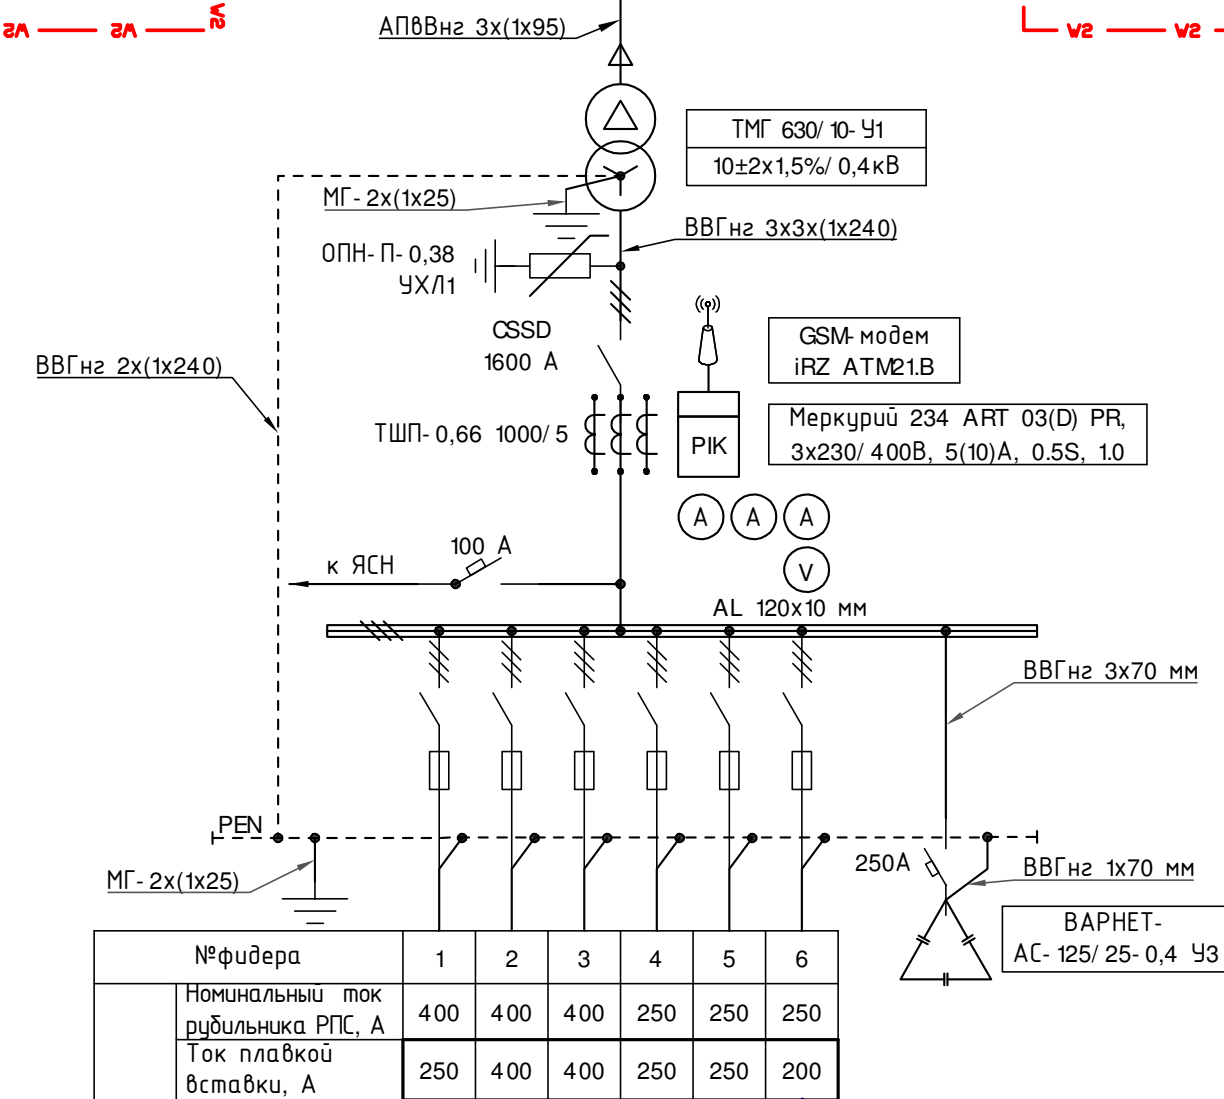 W2 W2 W2
W2 W2
АПвВнг 3х(1х95)
ТМГ 630/10-У1
10±2х1,5%/0,4кВ
МГ-2х(1х25)
ВВГнг 3х3х(1х240)
ОПН-П-0,38
УХЛ1
CSSD
1600 А
GSM-модем
iRZ ATM21.B
ВВГнг 2х(1х240)
ТШП-0,66 1000/5
PIK
Меркурий 234 ART 03(D) PR,
3х230/400В, 5(10)А, 0.5S, 1.0
A A A
V
к ЯСН
100 А
AL 120х10 мм
ВВГнг 3х70 мм
PEN
МГ-2х(1х25)
250А
ВВГнг 1х70 мм
ВАРНЕТ-
АС-125/25-0,4 У3
№фидера 1 2 3 4 5 6
Номинальный ток
рубильника РПС, А
400 400 400 250 250 250
Ток плавкой
вставки, А
250 400 400 250 250 200